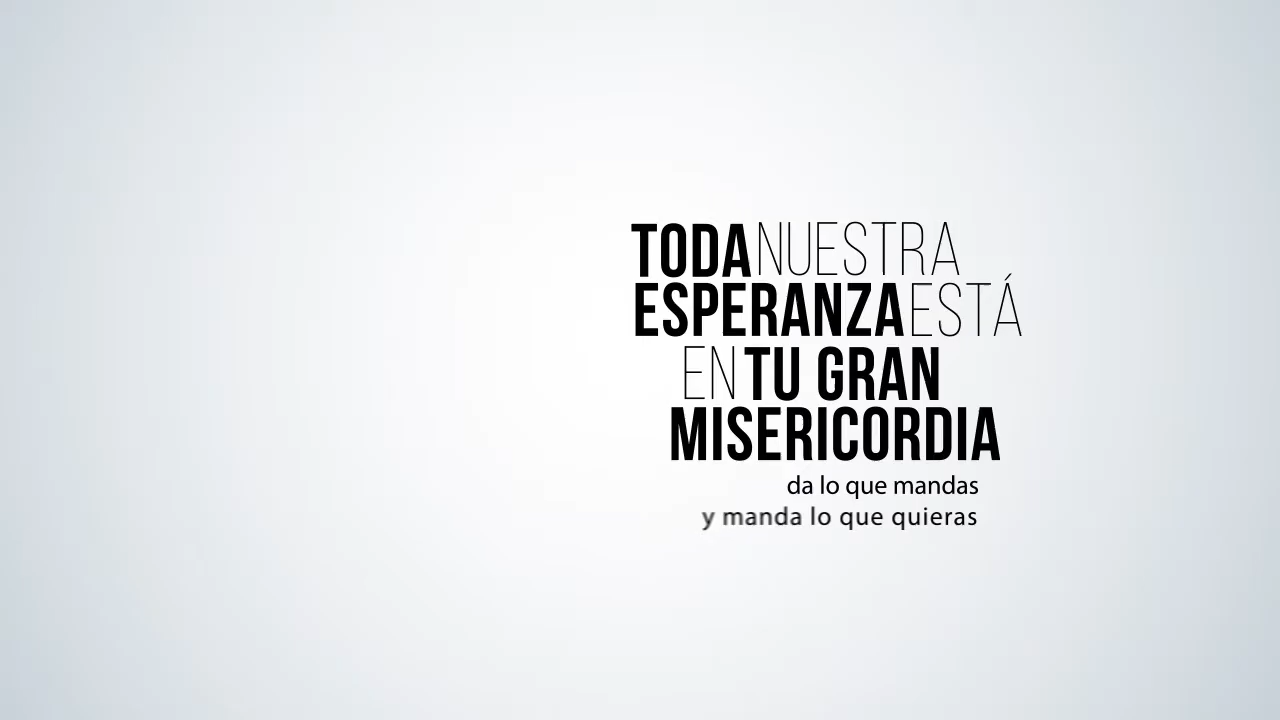 TODA NUESTRA
ESPERANZA ESTÁ
EN TU GRAN
MISERICORDIA
da lo que mandas
y manda lo que quieras